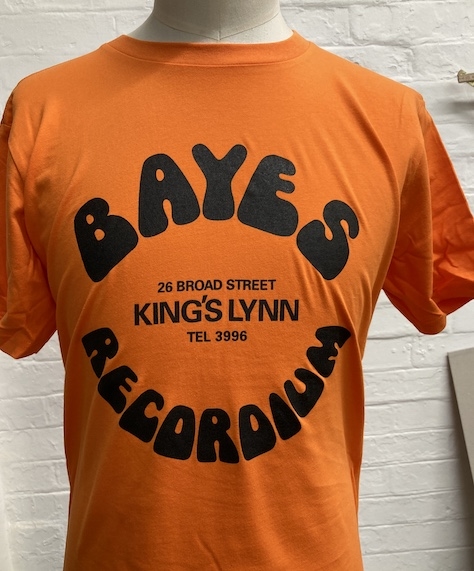 BAYES
26 BROAD STREET
KING'S LYNN
TEL 3996
RECORDIUM